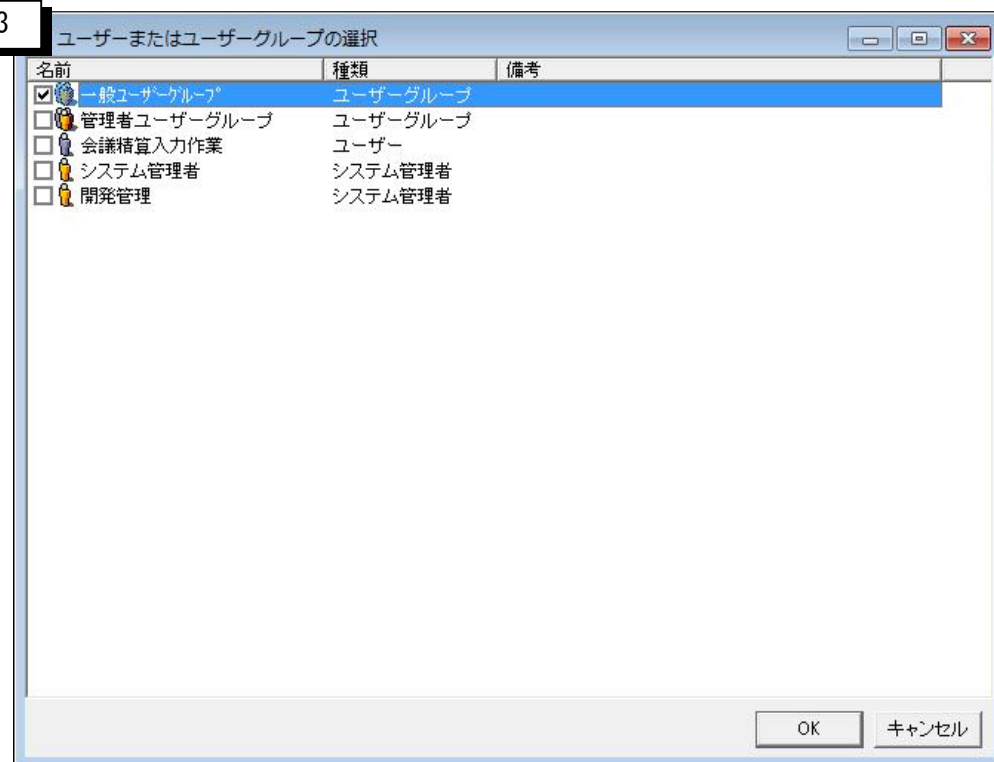 3
ユーザーまたはユーザーグループの選択
名前 種類 備考
一般ﾕｰｻﾞｰｸﾞﾙｰﾌﾟ ユーザーグループ
管理者ユーザーグループ ユーザーグループ
会議精算入力作業 ユーザー
システム管理者 システム管理者
開発管理 システム管理者
OK キャンセル